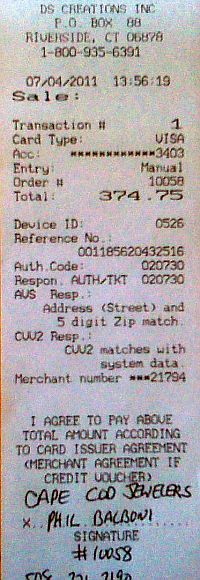 DS CREATIONS INC
P.O. BOX 88
RIVERSIDE, CT 06878
1-800-935-6391
07/04/2011 13:56:19
Sale:
Transaction # 1
Card Type: VISA
Acc: ************3403
Entry: Manual
Order # 10058
Total: 374.75
Device ID: 0526
Reference No.:
001185620432516
Auth.Code: 020730
Respon. AUTH/TKT 020730
AVS Resp.:
Address (Street) and
5 digit Zip match.
CVV2 Resp.:
CVV2 matches with
system data.
Merchant number ***21794
I AGREE TO PAY ABOVE
TOTAL AMOUNT ACCORDING
TO CARD ISSUER AGREEMENT
(MERCHANT AGREEMENT IF
CREDIT VOUCHER)
CAPE COD JEWELERS
X PHIL BALBONI
SIGNATURE
#10058